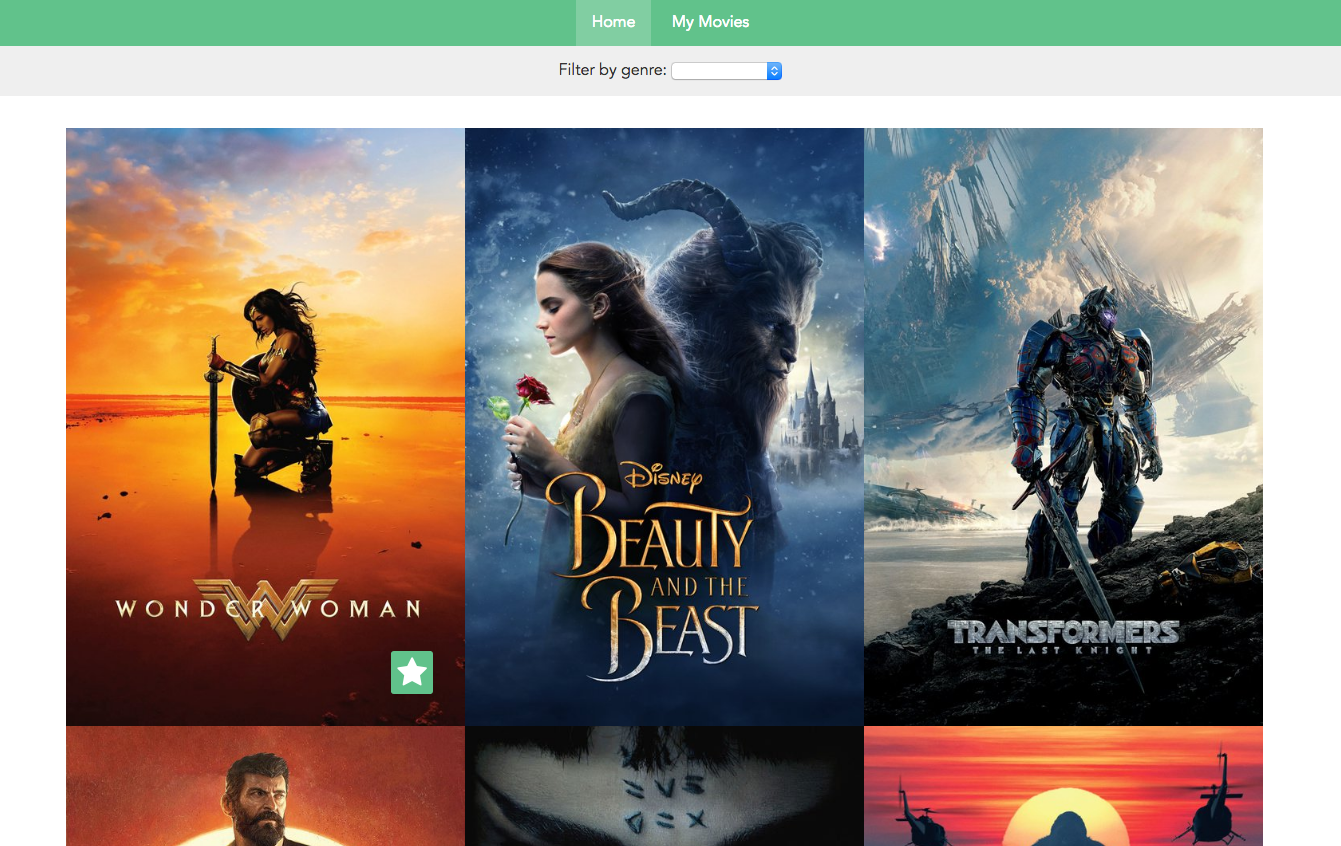 Home
My Movies
Filter by genre:
WONDER WOMAN
Disney
BEAUTY
AND THE
BEAST
TRANSFORMERS
THE LAST KNIGHT